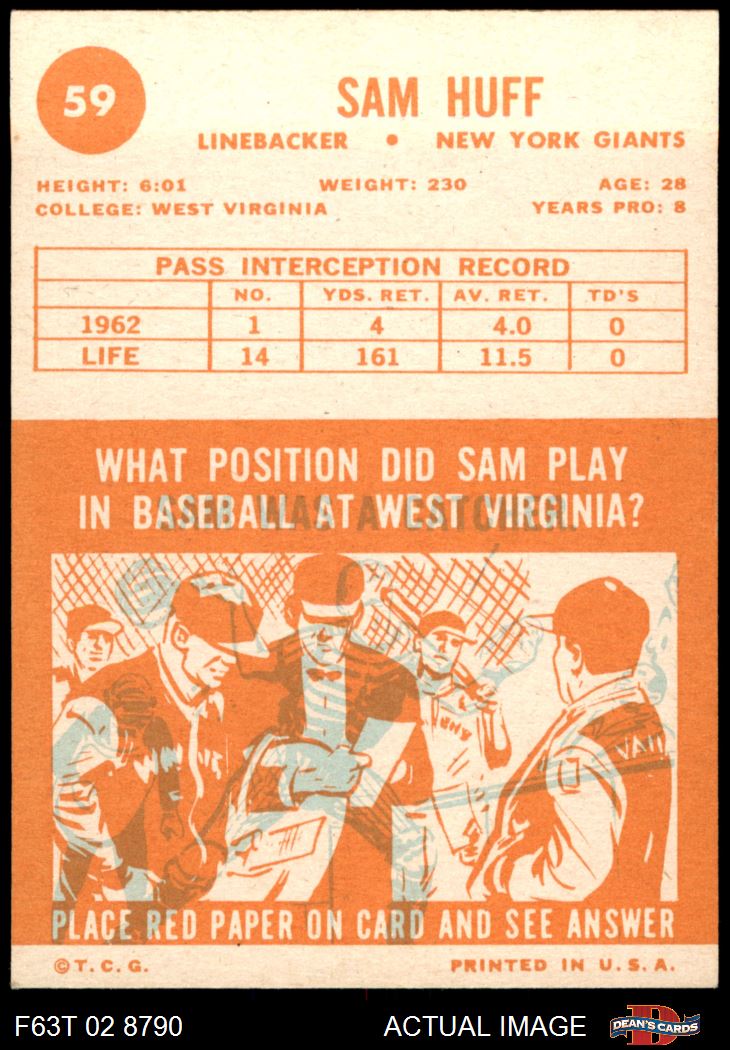 59
SAM HUFF
LINEBACKER • NEW YORK GIANTS
HEIGHT: 6:01 WEIGHT: 230 AGE: 28
COLLEGE: WEST VIRGINIA YEARS PRO: 8
PASS INTERCEPTION RECORD
NO. YDS. RET. AV. RET. TD'S
1962 1 4 4.0 0
LIFE 14 161 11.5 0
WHAT POSITION DID SAM PLAY
IN BASEBALL AT WEST VIRGINIA?
SAM WAS A CATCHER.
PLACE RED PAPER ON CARD AND SEE ANSWER
©T.C.G. PRINTED IN U.S.A.
F63T 02 8790 ACTUAL IMAGE DEAN'S CARDS